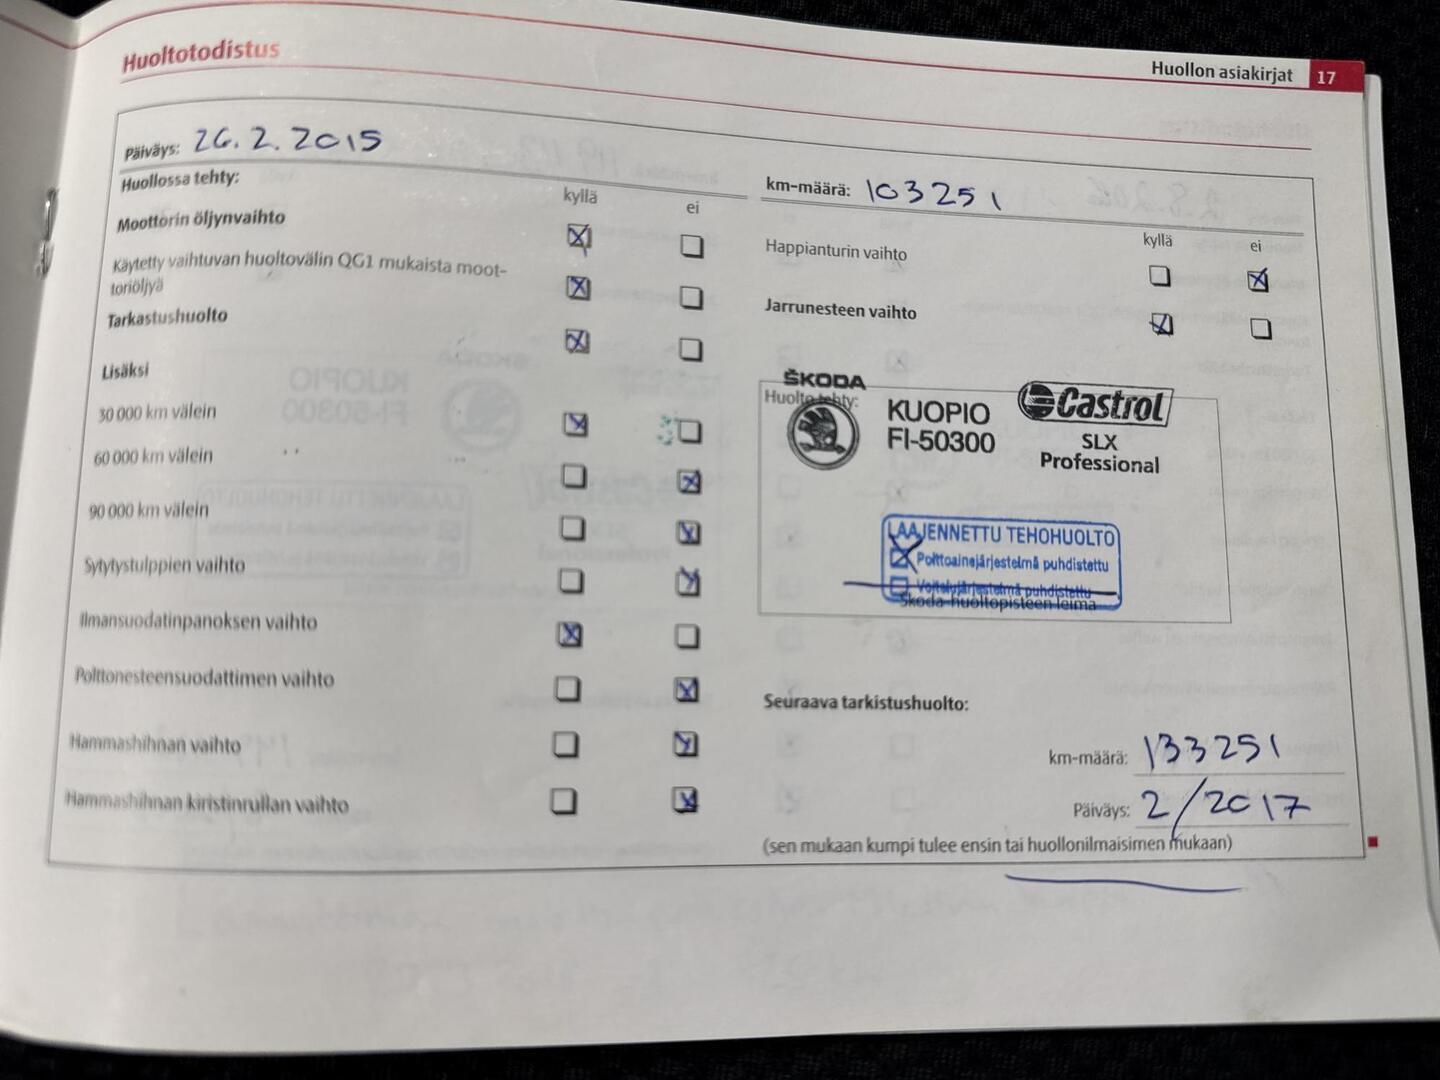 Huoltotodistus
Huollon asiakirjat 17
Päiväys: 26.2.2015
Huollossa tehty:
kyllä ei
Moottorin öljynvaihto
Käytetty vaihtuvan huoltovälin QG1 mukaista moot-
toriöljyä
Tarkastushuolto
Lisäksi
30 000 km välein
60 000 km välein
90 000 km välein
Sytytystulppien vaihto
Ilmansuodatinpanoksen vaihto
Polttonesteensuodattimen vaihto
Hammashihnan vaihto
Hammashihnan kiristinrullan vaihto
km-määrä: 103251
kyllä ei
Happianturin vaihto
Jarrunesteen vaihto
Huolto tehty:
ŠKODA
KUOPIO
FI-50300
Castrol
SLX
Professional
LAAJENNETTU TEHOHUOLTO
Polttoainejärjestelmä puhdistettu
Voitelujärjestelmä puhdistettu
Škoda-huoltopisteen leima
Seuraava tarkistushuolto:
km-määrä: 133251
Päiväys: 2/2017
(sen mukaan kumpi tulee ensin tai huollonilmaisimen mukaan)